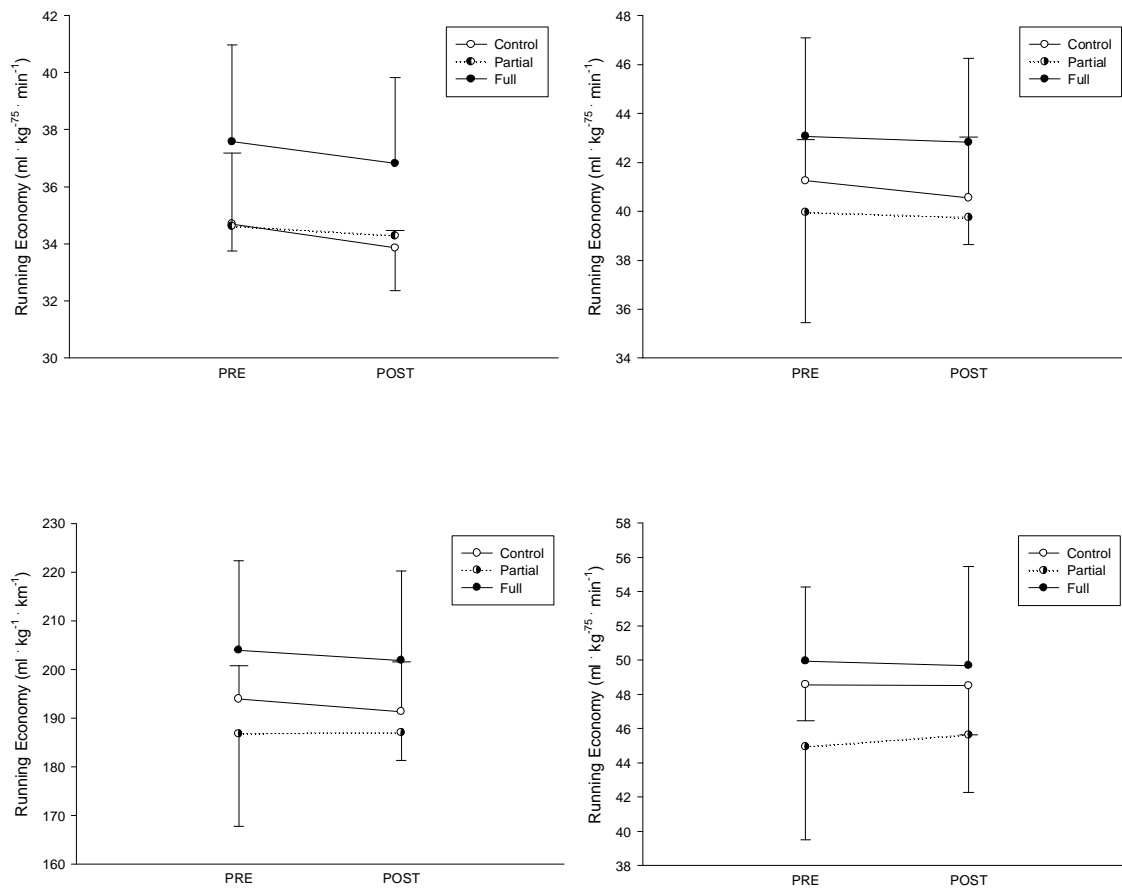 42
40
38
36
34
32
30
Running Economy (ml · kg⁻⁷⁵ · min⁻¹)
Control
Partial
Full
PRE POST
48
46
44
42
40
38
36
34
Running Economy (ml · kg⁻⁷⁵ · min⁻¹)
Control
Partial
Full
PRE POST
230
220
210
200
190
180
170
160
Running Economy (ml · kg⁻¹ · km⁻¹)
Control
Partial
Full
PRE POST
58
56
54
52
50
48
46
44
42
40
38
Running Economy (ml · kg⁻⁷⁵ · min⁻¹)
Control
Partial
Full
PRE POST